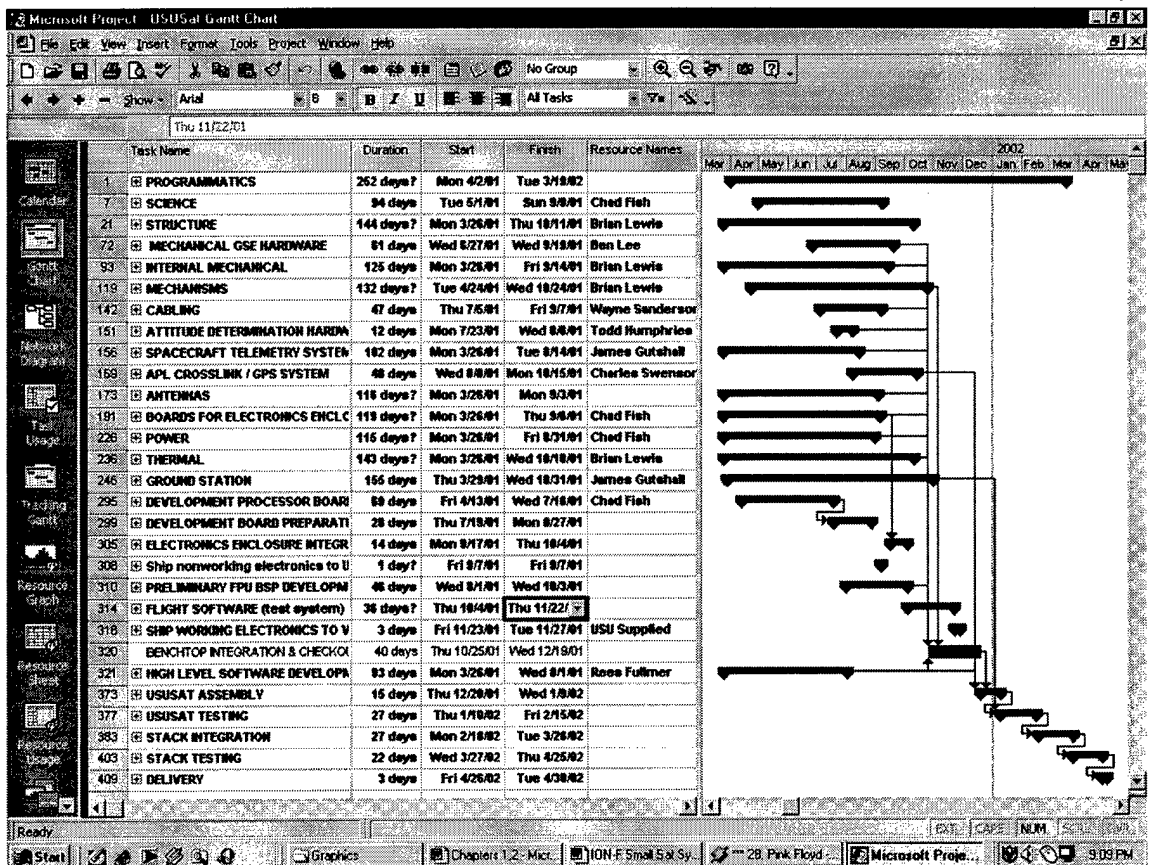 Microsoft Project - USUSat Gantt Chart
File Edit View Insert Format Tools Project Window Help
No Group
Show Arial 8 B I U All Tasks
Thu 11/22/01
Task Name Duration Start Finish Resource Names 2002
Mar Apr May Jun Jul Aug Sep Oct Nov Dec Jan Feb Mar Apr Ma
1 PROGRAMMATICS 252 days? Mon 4/2/01 Tue 3/19/02
7 SCIENCE 94 days Tue 5/1/01 Sun 9/9/01 Chad Fish
21 STRUCTURE 144 days? Mon 3/26/01 Thu 10/11/01 Brian Lewis
72 MECHANICAL GSE HARDWARE 61 days Wed 6/27/01 Wed 9/19/01 Ben Lee
93 INTERNAL MECHANICAL 125 days Mon 3/26/01 Fri 9/14/01 Brian Lewis
119 MECHANISMS 132 days? Tue 4/24/01 Wed 10/24/01 Brian Lewis
142 CABLING 47 days Thu 7/5/01 Fri 9/7/01 Wayne Sanderson
151 ATTITUDE DETERMINATION HARDW 12 days Mon 7/23/01 Wed 8/8/01 Todd Humphries
156 SPACECRAFT TELEMETRY SYSTEM 102 days Mon 3/26/01 Tue 8/14/01 James Gutshall
169 APL CROSSLINK / GPS SYSTEM 48 days Wed 8/8/01 Mon 10/15/01 Charles Swenson
173 ANTENNAS 116 days? Mon 3/26/01 Mon 9/3/01
191 BOARDS FOR ELECTRONICS ENCLC 119 days? Mon 3/26/01 Thu 9/6/01 Chad Fish
228 POWER 115 days? Mon 3/26/01 Fri 8/31/01 Chad Fish
236 THERMAL 143 days? Mon 3/26/01 Wed 10/10/01 Brian Lewis
246 GROUND STATION 155 days Thu 3/29/01 Wed 10/31/01 James Gutshall
295 DEVELOPMENT PROCESSOR BOARI 69 days Fri 4/13/01 Wed 7/18/01 Chad Fish
299 DEVELOPMENT BOARD PREPARATI 28 days Thu 7/19/01 Mon 8/27/01
305 ELECTRONICS ENCLOSURE INTEGR 14 days Mon 9/17/01 Thu 10/4/01
308 Ship nonworking electronics to U 1 day? Fri 9/7/01 Fri 9/7/01
310 PRELIMINARY FPU BSP DEVELOPM 46 days Wed 8/1/01 Wed 10/3/01
314 FLIGHT SOFTWARE (test system) 36 days? Thu 10/4/01 Thu 11/22/
318 SHIP WORKING ELECTRONICS TO V 3 days Fri 11/23/01 Tue 11/27/01 USU Supplied
320 BENCHTOP INTEGRATION & CHECKOU 40 days Thu 10/25/01 Wed 12/19/01
321 HIGH LEVEL SOFTWARE DEVELOPM 93 days Mon 3/26/01 Wed 8/1/01 Rees Fullmer
373 USUSAT ASSEMBLY 15 days Thu 12/20/01 Wed 1/9/02
377 USUSAT TESTING 27 days Thu 1/10/02 Fri 2/15/02
383 STACK INTEGRATION 27 days Mon 2/18/02 Tue 3/26/02
403 STACK TESTING 22 days Wed 3/27/02 Thu 4/25/02
409 DELIVERY 3 days Fri 4/26/02 Tue 4/30/02
Calendar
Gantt Chart
Network Diagram
Task Usage
Tracking Gantt
Resource Graph
Resource Sheet
Resource Usage
Ready EXT CAPS NUM SCRL OVR
Start Graphics Chapters 1,2 - Micr... ION-F Small Sat Sy... 28. Pink Floyd - Microsoft Proje... 9:09 PM